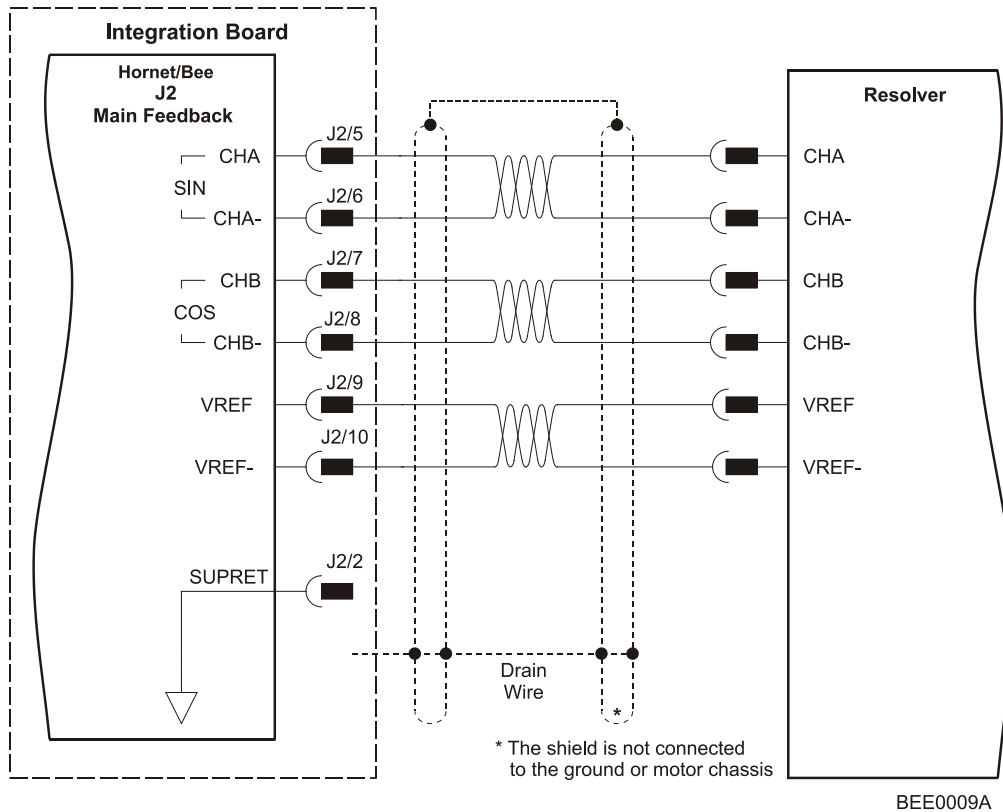 Integration Board
Hornet/Bee
J2
Main Feedback
Resolver
CHA
J2/5
CHA
SIN
CHA-
J2/6
CHA-
CHB
J2/7
CHB
COS
CHB-
J2/8
CHB-
VREF
J2/9
VREF
VREF-
J2/10
VREF-
SUPRET
J2/2
Drain
Wire
*
* The shield is not connected
to the ground or motor chassis
BEE0009A